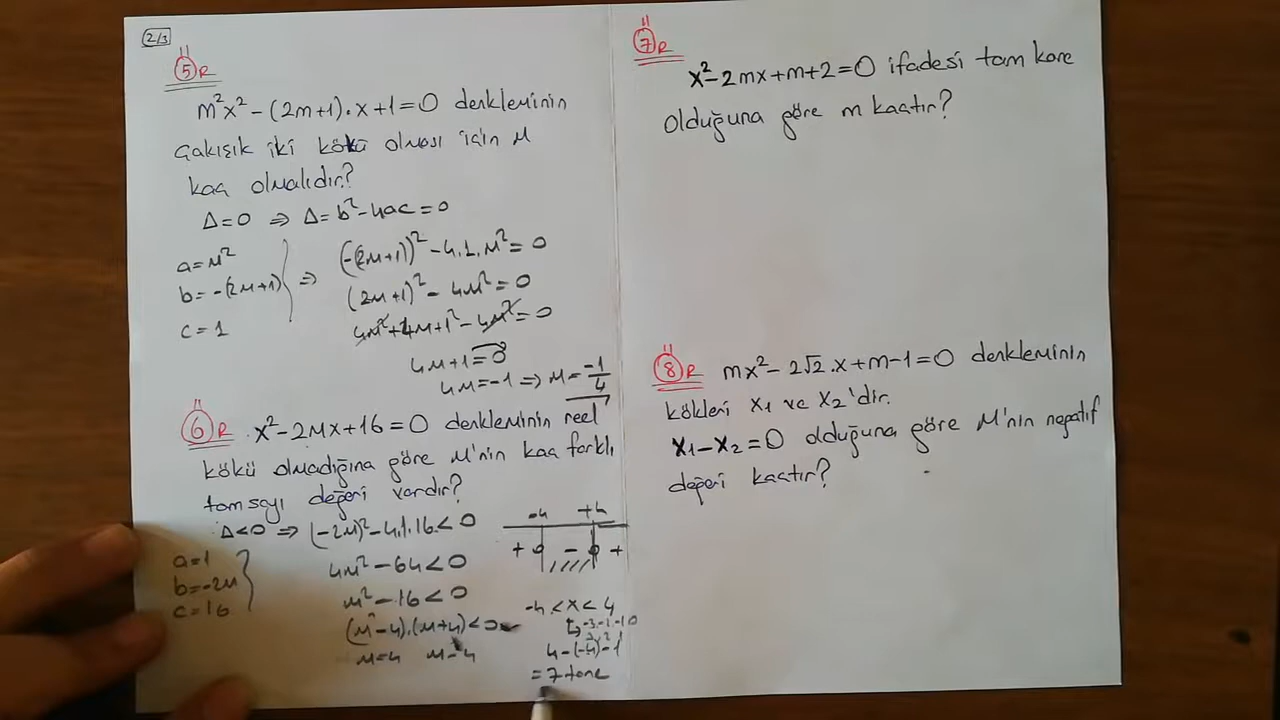 2/3
5 R
m²x² - (2m+1).x + 1 = 0 denkleminin
çakışık iki kökü olması için m
kaç olmalıdır?
Δ=0 ⇒ Δ = b² - 4ac = 0
a = m²
b = -(2m+1)
c = 1
⇒ (-(2m+1))² - 4.1.m² = 0
(2m+1)² - 4m² = 0
4m² + 4m + 1² - 4m² = 0
4m+1 = 0
4m = -1 ⇒ m = -1/4
6 R x² - 2mx + 16 = 0 denkleminin reel
kökü olmadığına göre m'nin kaç farklı
tamsayı değeri vardır?
Δ<0 ⇒ (-2m)² - 4.1.16 < 0
a=1
b=-2m
c=16
4m² - 64 < 0
m² - 16 < 0
(m-4).(m+4) < 0
m=4 m=-4
-4 +4
+ - +
-4 < x < 4
4-(-4)-1
= 7 tane
7 R
x² - 2mx + m + 2 = 0 ifadesi tam kare
olduğuna göre m kaçtır?
8 R mx² - 2√2.x + m - 1 = 0 denkleminin
kökleri x₁ ve x₂'dir.
x₁ - x₂ = 0 olduğuna göre m'nin negatif
değeri kaçtır?